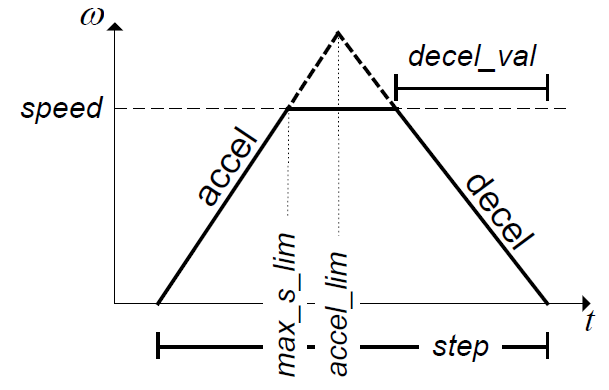 ω
decel_val
speed
accel
decel
max_s_lim
accel_lim
t
step